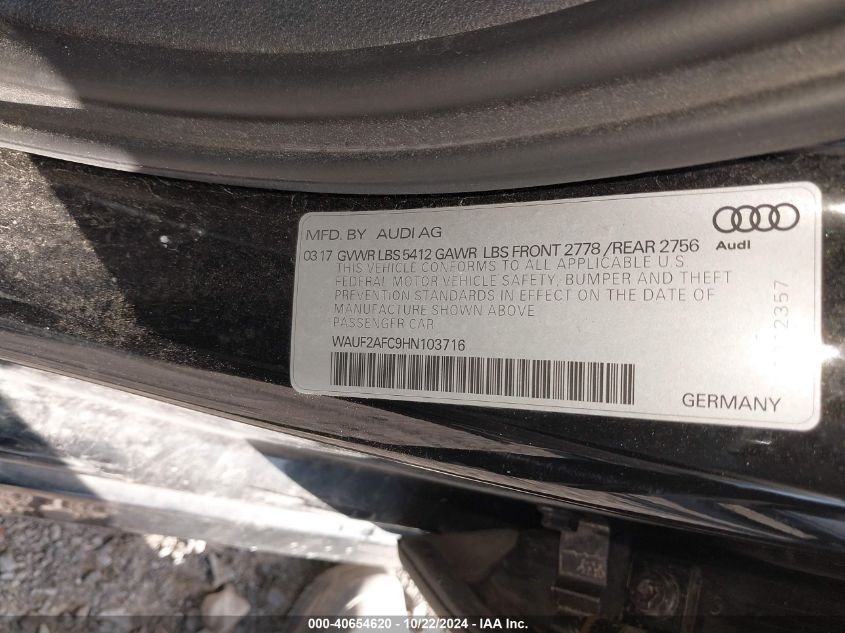 MFD. BY AUDI AG
03 17 GVWR LBS 5412 GAWR LBS FRONT 2778 / REAR 2756
Audi
THIS VEHICLE CONFORMS TO ALL APPLICABLE U S
FEDERAL MOTOR VEHICLE SAFETY, BUMPER AND THEFT
PREVENTION STANDARDS IN EFFECT ON THE DATE OF
MANUFACTURE SHOWN ABOVE
PASSENGER CAR
WAUF2AFC9HN103716
GERMANY
000-40654620 - 10/22/2024 - IAA Inc.